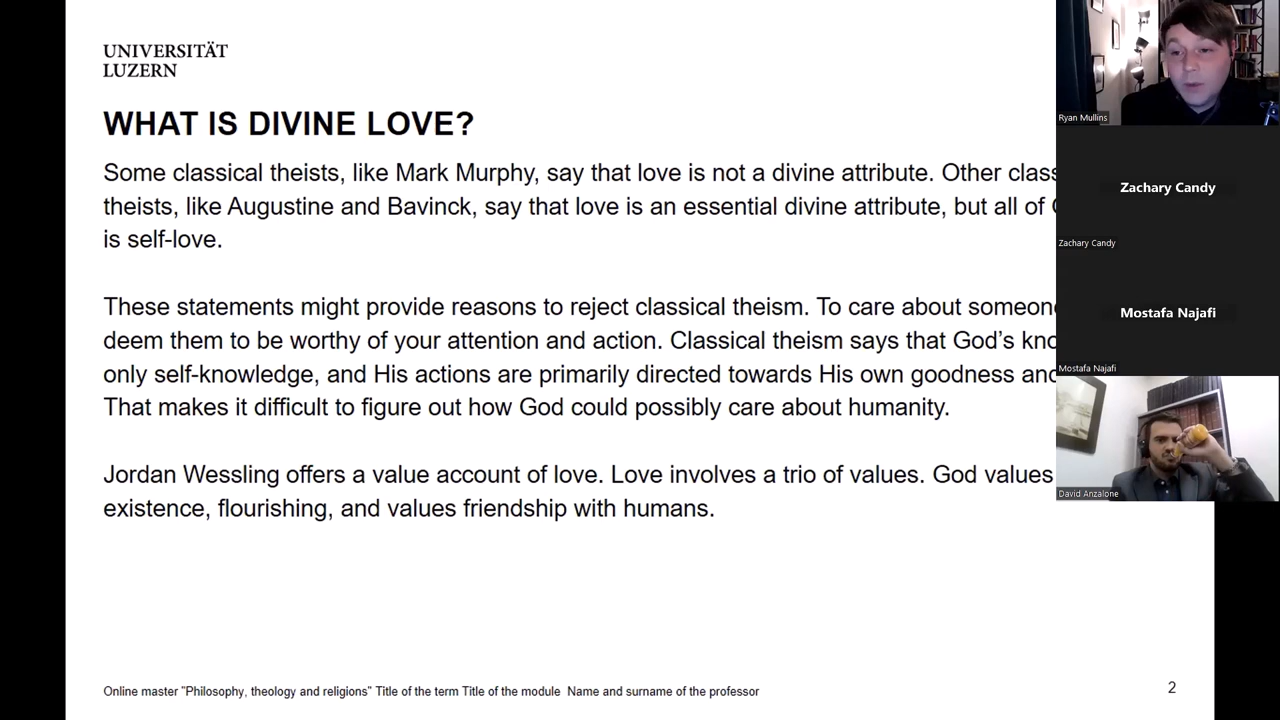 UNIVERSITÄT
LUZERN
WHAT IS DIVINE LOVE?
Some classical theists, like Mark Murphy, say that love is not a divine attribute. Other
theists, like Augustine and Bavinck, say that love is an essential divine attribute, but all of
is self-love.
These statements might provide reasons to reject classical theism. To care about
deem them to be worthy of your attention and action. Classical theism says that God's
only self-knowledge, and His actions are primarily directed towards His own goodness
That makes it difficult to figure out how God could possibly care about humanity.
Jordan Wessling offers a value account of love. Love involves a trio of values. God values
existence, flourishing, and values friendship with humans.
Online master "Philosophy, theology and religions" Title of the term Title of the module Name and surname of the professor
2
Ryan Mullins
Zachary Candy
Zachary Candy
Mostafa Najafi
Mostafa Najafi
David Anzalone